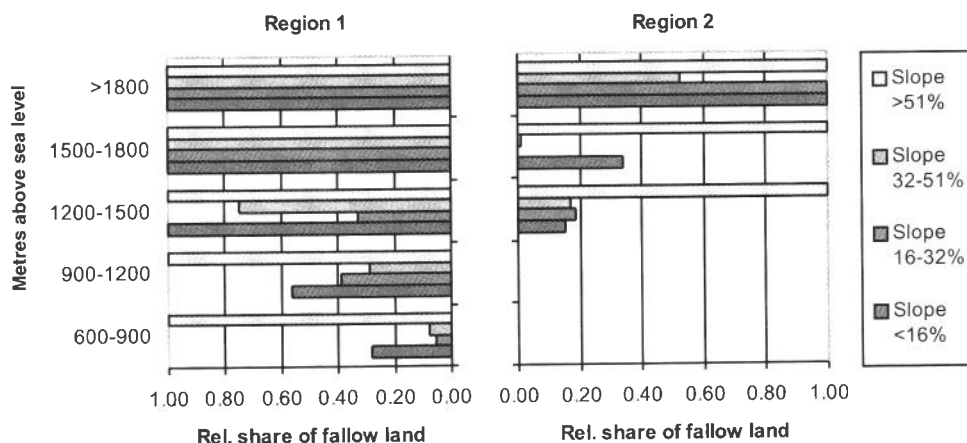 Region 1
Region 2
Metres above sea level
>1800
1500-1800
1200-1500
900-1200
600-900
1.00 0.80 0.60 0.40 0.20 0.00
Rel. share of fallow land
0.00 0.20 0.40 0.60 0.80 1.00
Rel. share of fallow land
Slope
>51%
Slope
32-51%
Slope
16-32%
Slope
<16%